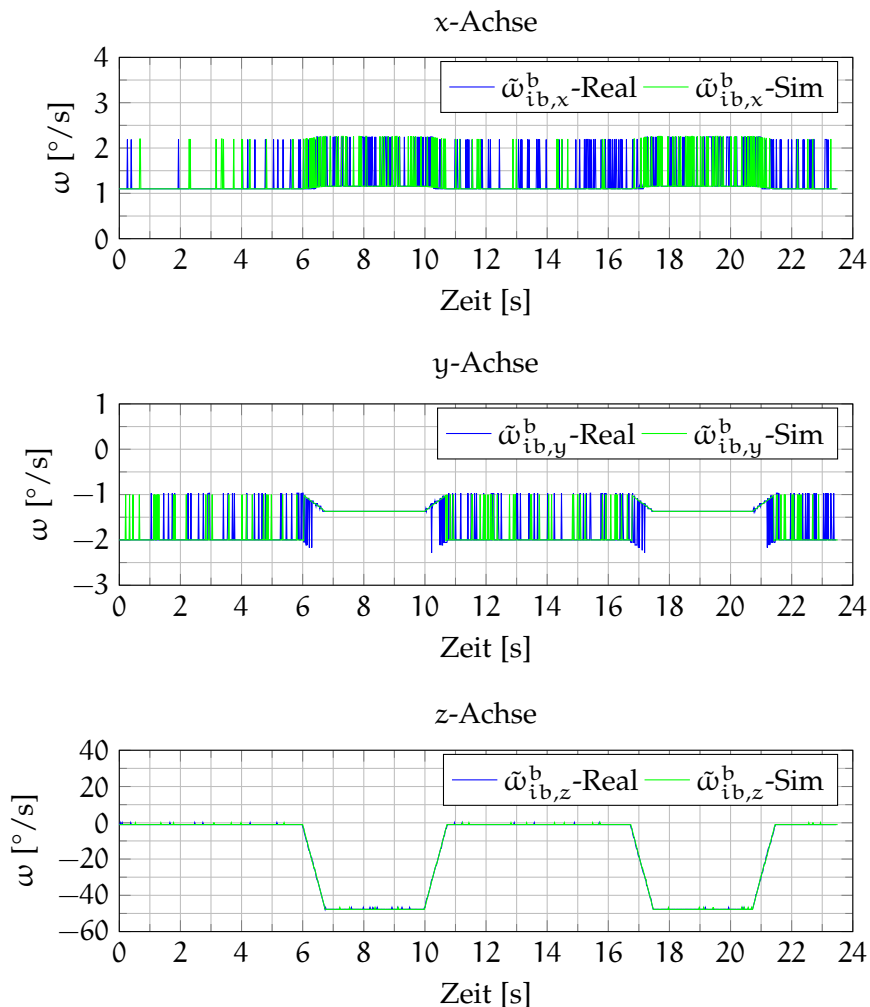 x-Achse
4
3
2
1
0
ω [°/s]
ω̃ᵇ_{ib,x}-Real ω̃ᵇ_{ib,x}-Sim
0 2 4 6 8 10 12 14 16 18 20 22 24
Zeit [s]
y-Achse
1
0
−1
−2
−3
ω [°/s]
ω̃ᵇ_{ib,y}-Real ω̃ᵇ_{ib,y}-Sim
0 2 4 6 8 10 12 14 16 18 20 22 24
Zeit [s]
z-Achse
40
20
0
−20
−40
−60
ω [°/s]
ω̃ᵇ_{ib,z}-Real ω̃ᵇ_{ib,z}-Sim
0 2 4 6 8 10 12 14 16 18 20 22 24
Zeit [s]